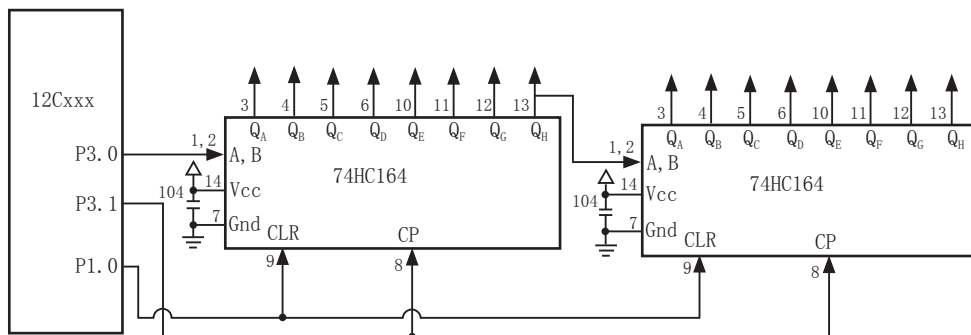 12Cxxx
P3.0
P3.1
P1.0
3 4 5 6 10 11 12 13
QA QB QC QD QE QF QG QH
1,2
A,B
74HC164
14
Vcc
104
7
Gnd
CLR
CP
9
8
3 4 5 6 10 11 12 13
QA QB QC QD QE QF QG QH
1,2
A,B
74HC164
14
Vcc
104
7
Gnd
CLR
CP
9
8